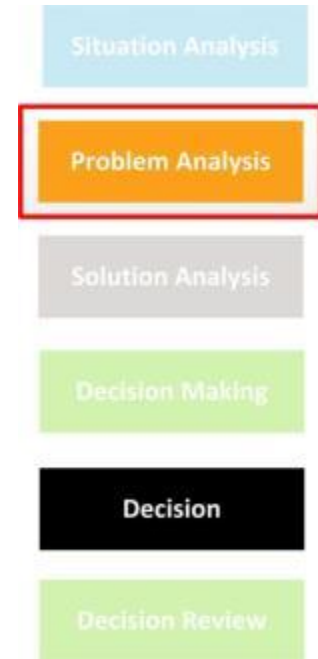 Situation Analysis
Problem Analysis
Solution Analysis
Decision Making
Decision
Decision Review